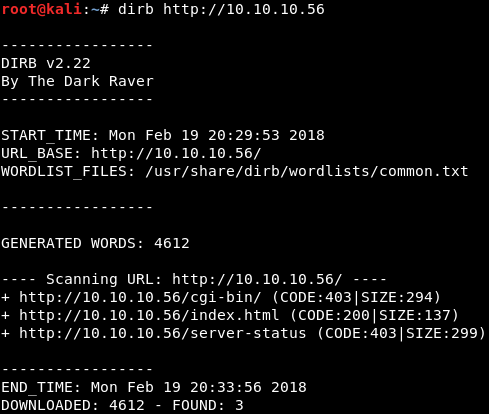 root@kali:~# dirb http://10.10.10.56
-----------------
DIRB v2.22
By The Dark Raver
-----------------
START_TIME: Mon Feb 19 20:29:53 2018
URL_BASE: http://10.10.10.56/
WORDLIST_FILES: /usr/share/dirb/wordlists/common.txt
-----------------
GENERATED WORDS: 4612
---- Scanning URL: http://10.10.10.56/ ----
+ http://10.10.10.56/cgi-bin/ (CODE:403|SIZE:294)
+ http://10.10.10.56/index.html (CODE:200|SIZE:137)
+ http://10.10.10.56/server-status (CODE:403|SIZE:299)
-----------------
END_TIME: Mon Feb 19 20:33:56 2018
DOWNLOADED: 4612 - FOUND: 3